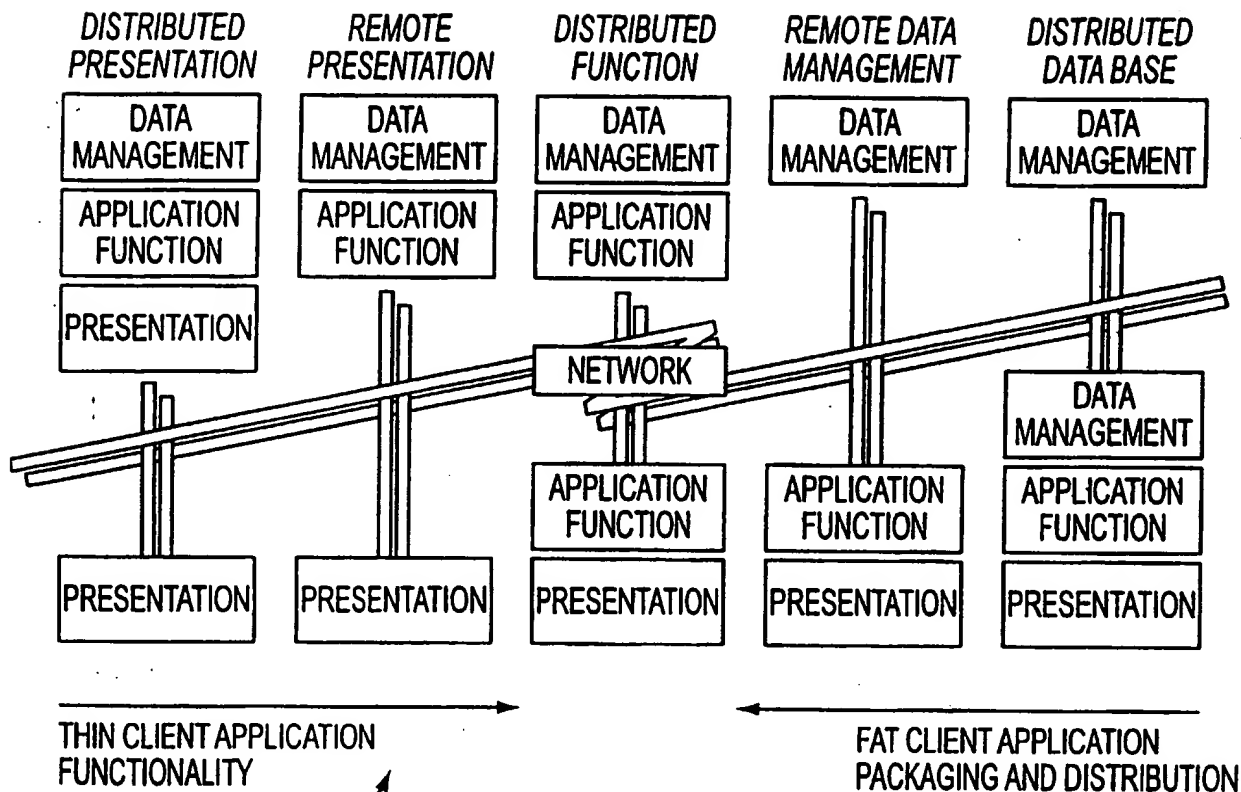 DISTRIBUTED
PRESENTATION
REMOTE
PRESENTATION
DISTRIBUTED
FUNCTION
REMOTE DATA
MANAGEMENT
DISTRIBUTED
DATA BASE
DATA
MANAGEMENT
DATA
MANAGEMENT
DATA
MANAGEMENT
DATA
MANAGEMENT
DATA
MANAGEMENT
APPLICATION
FUNCTION
APPLICATION
FUNCTION
APPLICATION
FUNCTION
PRESENTATION
NETWORK
DATA
MANAGEMENT
APPLICATION
FUNCTION
APPLICATION
FUNCTION
APPLICATION
FUNCTION
PRESENTATION
PRESENTATION
PRESENTATION
PRESENTATION
PRESENTATION
THIN CLIENT APPLICATION
FUNCTIONALITY
FAT CLIENT APPLICATION
PACKAGING AND DISTRIBUTION